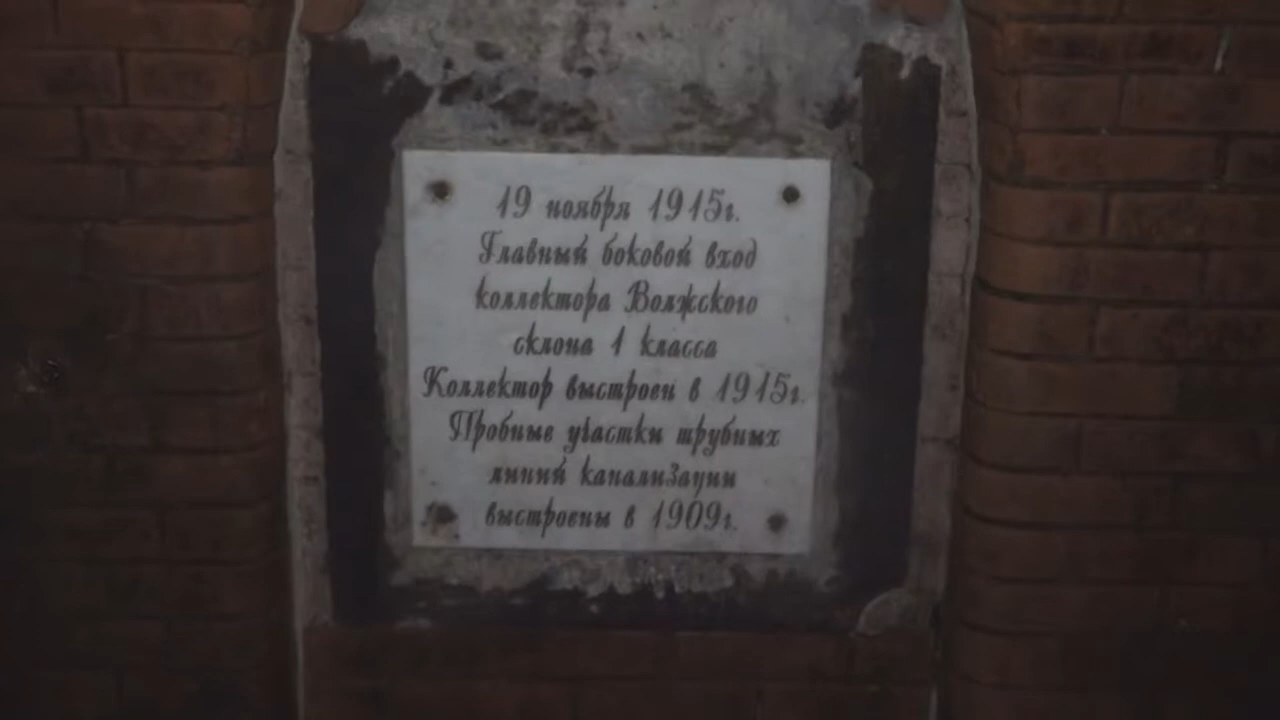 19 ноября 1915г.
Главный боковой вход
коллектора Волжского
склона 1 класса
Коллектор выстроен в 1915г.
Пробные участки трубных
линий канализации
выстроены в 1909г.